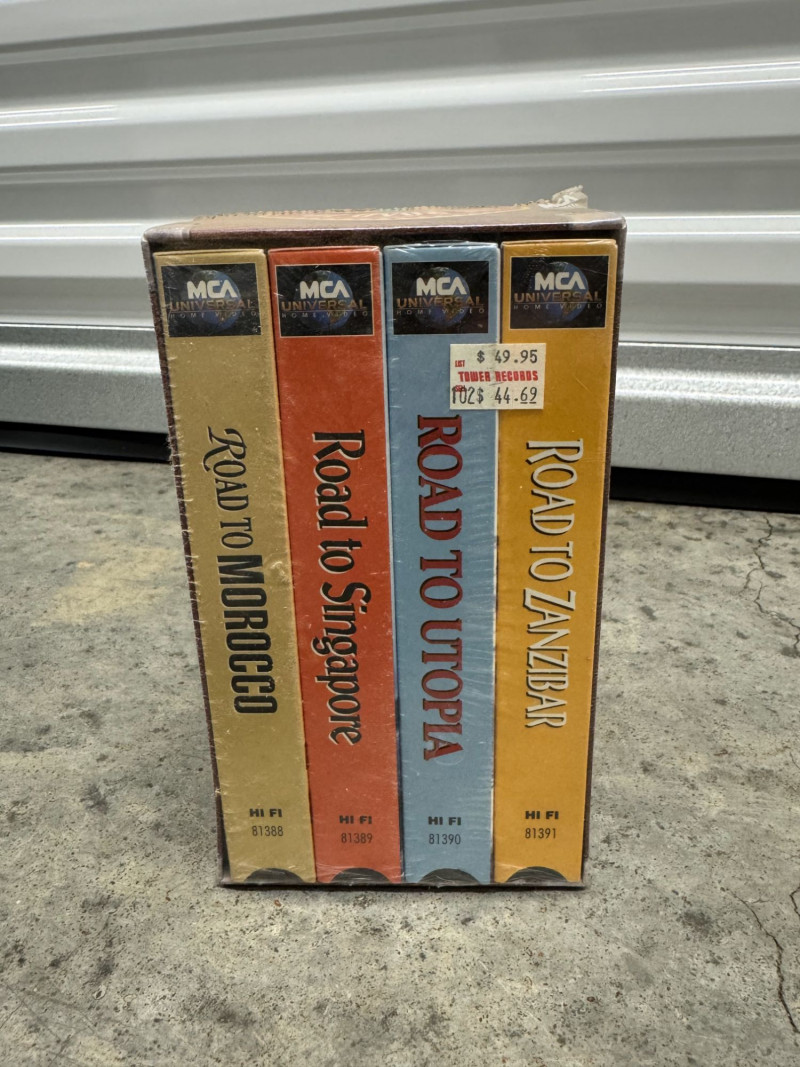 MCA
UNIVERSAL
HOME VIDEO
ROAD TO MOROCCO
HI FI
81388
MCA
UNIVERSAL
HOME VIDEO
Road to Singapore
HI FI
81389
MCA
UNIVERSAL
HOME VIDEO
ROAD TO UTOPIA
HI FI
81390
MCA
UNIVERSAL
HOME VIDEO
ROAD TO ZANZIBAR
HI FI
81391
LIST $ 49.95
TOWER RECORDS
102$ 44.69